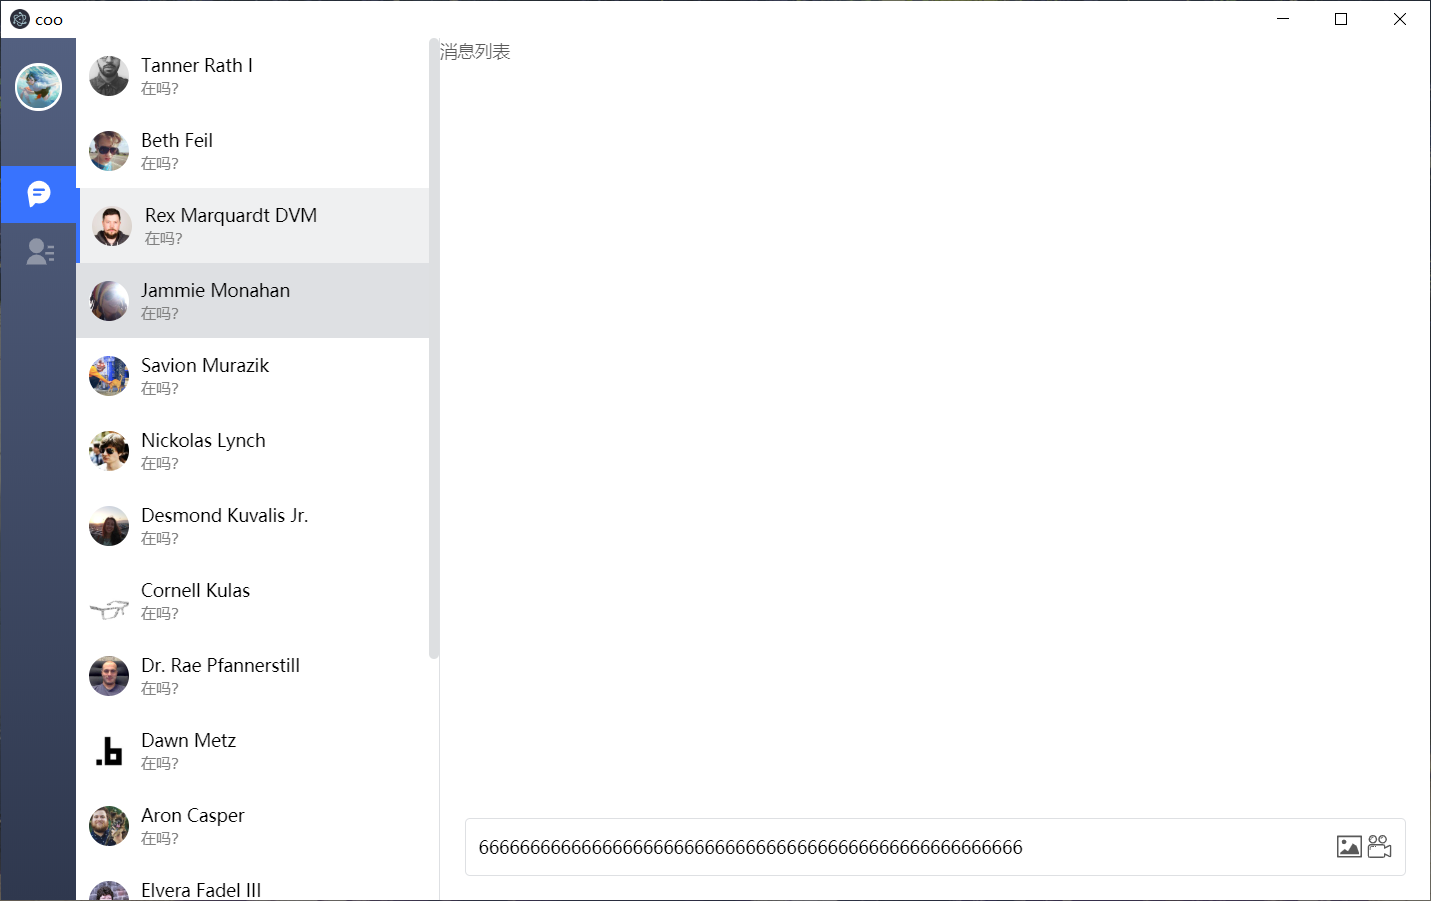 coo
Tanner Rath I
在吗?
Beth Feil
在吗?
Rex Marquardt DVM
在吗?
Jammie Monahan
在吗?
Savion Murazik
在吗?
Nickolas Lynch
在吗?
Desmond Kuvalis Jr.
在吗?
Cornell Kulas
在吗?
Dr. Rae Pfannerstill
在吗?
.b
Dawn Metz
在吗?
Aron Casper
在吗?
Elvera Fadel III
消息列表
66666666666666666666666666666666666666666666666666666